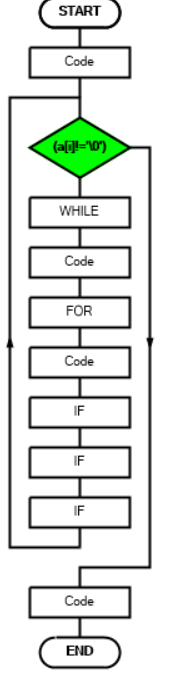 START
Code
(a[i]!='\0')
WHILE
Code
FOR
Code
IF
IF
IF
Code
END